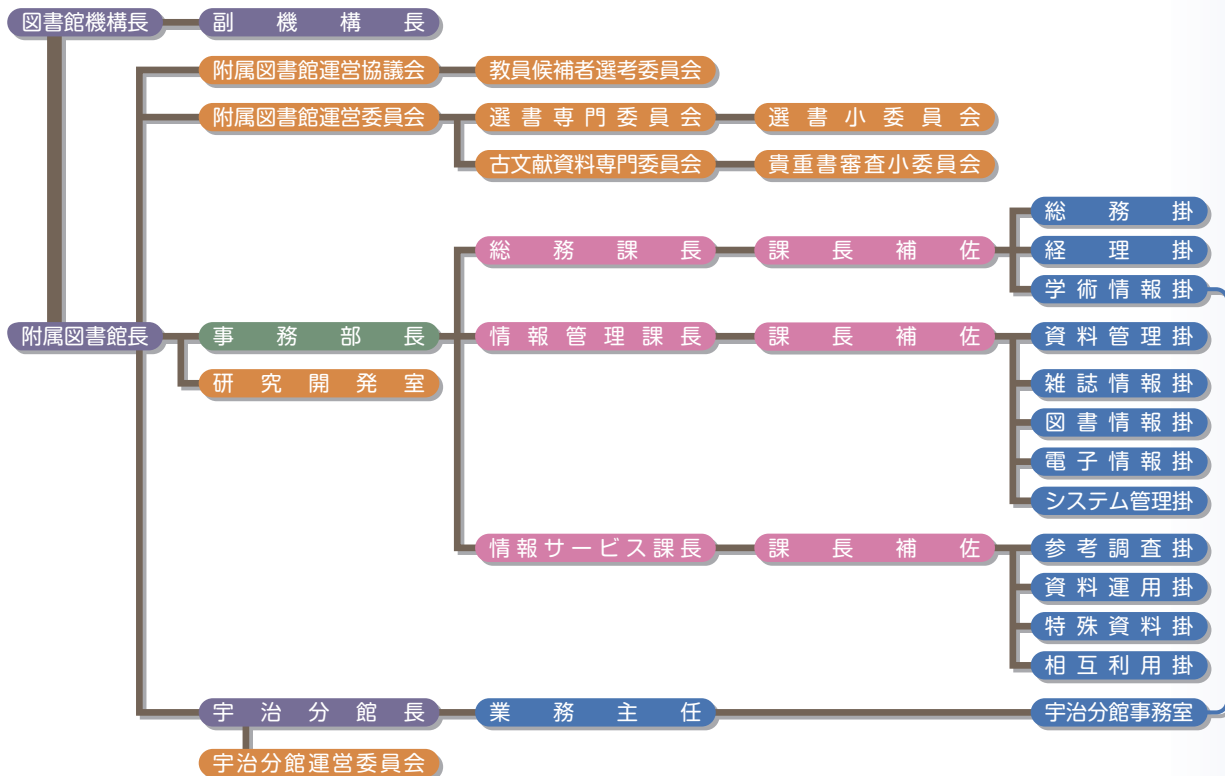 図書館機構長 副機構長
附属図書館運営協議会 教員候補者選考委員会
附属図書館運営委員会 選書専門委員会 選書小委員会
古文献資料専門委員会 貴重書審査小委員会
総務掛
総務課長 課長補佐 経理掛
学術情報掛
附属図書館長 事務部長 情報管理課長 課長補佐 資料管理掛
研究開発室 雑誌情報掛
図書情報掛
電子情報掛
システム管理掛
情報サービス課長 課長補佐 参考調査掛
資料運用掛
特殊資料掛
相互利用掛
宇治分館長 業務主任 宇治分館事務室
宇治分館運営委員会